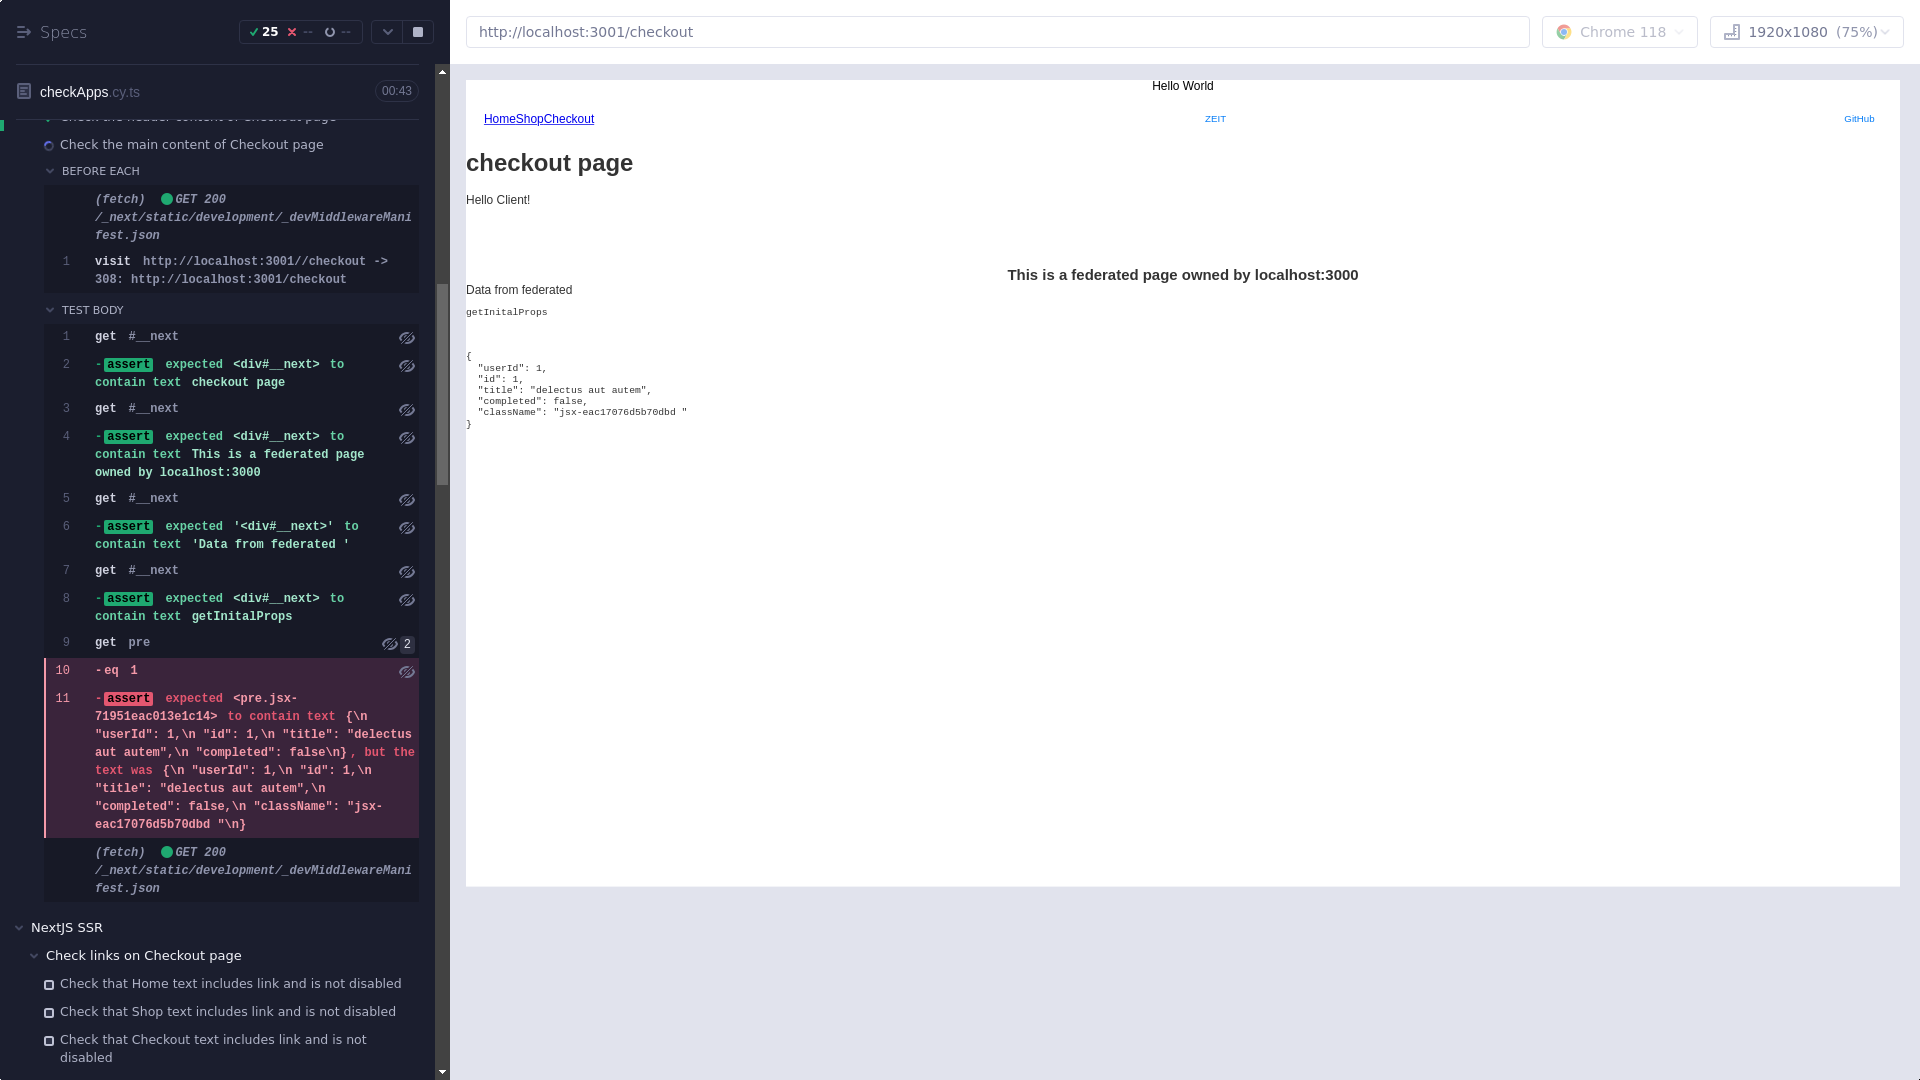 Specs
25
--
--
checkApps.cy.ts
00:43
Check the header content of Checkout page
Check the main content of Checkout page
BEFORE EACH
(fetch) GET 200
/_next/static/development/_devMiddlewareMani
fest.json
1 visit http://localhost:3001//checkout ->
308: http://localhost:3001/checkout
TEST BODY
1 get #__next
2 -assert expected <div#__next> to
contain text checkout page
3 get #__next
4 -assert expected <div#__next> to
contain text This is a federated page
owned by localhost:3000
5 get #__next
6 -assert expected '<div#__next>' to
contain text 'Data from federated '
7 get #__next
8 -assert expected <div#__next> to
contain text getInitalProps
9 get pre 2
10 -eq 1
11 -assert expected <pre.jsx-
71951eac013e1c14> to contain text {\n
"userId": 1,\n "id": 1,\n "title": "delectus
aut autem",\n "completed": false\n}, but the
text was {\n "userId": 1,\n "id": 1,\n
"title": "delectus aut autem",\n
"completed": false,\n "className": "jsx-
eac17076d5b70dbd "\n}
(fetch) GET 200
/_next/static/development/_devMiddlewareMani
fest.json
NextJS SSR
Check links on Checkout page
Check that Home text includes link and is not disabled
Check that Shop text includes link and is not disabled
Check that Checkout text includes link and is not
disabled
http://localhost:3001/checkout
Chrome 118
1920x1080 (75%)
Hello World
HomeShopCheckout
ZEIT
GitHub
checkout page
Hello Client!
This is a federated page owned by localhost:3000
Data from federated
getInitalProps
{
"userId": 1,
"id": 1,
"title": "delectus aut autem",
"completed": false,
"className": "jsx-eac17076d5b70dbd "
}